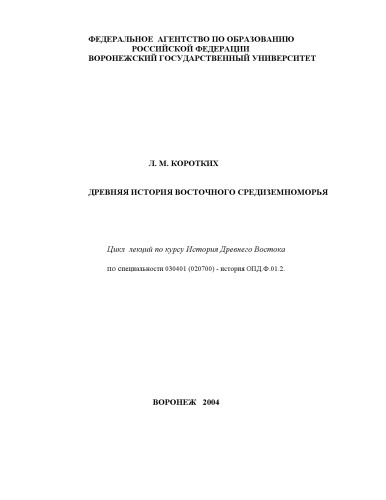 ФЕДЕРАЛЬНОЕ АГЕНТСТВО ПО ОБРАЗОВАНИЮ
РОССИЙСКОЙ ФЕДЕРАЦИИ
ВОРОНЕЖСКИЙ ГОСУДАРСТВЕННЫЙ УНИВЕРСИТЕТ
Л. М. КОРОТКИХ
ДРЕВНЯЯ ИСТОРИЯ ВОСТОЧНОГО СРЕДИЗЕМНОМОРЬЯ
Цикл лекций по курсу История Древнего Востока
по специальности 030401 (020700) - история ОПД.Ф.01.2.
ВОРОНЕЖ 2004